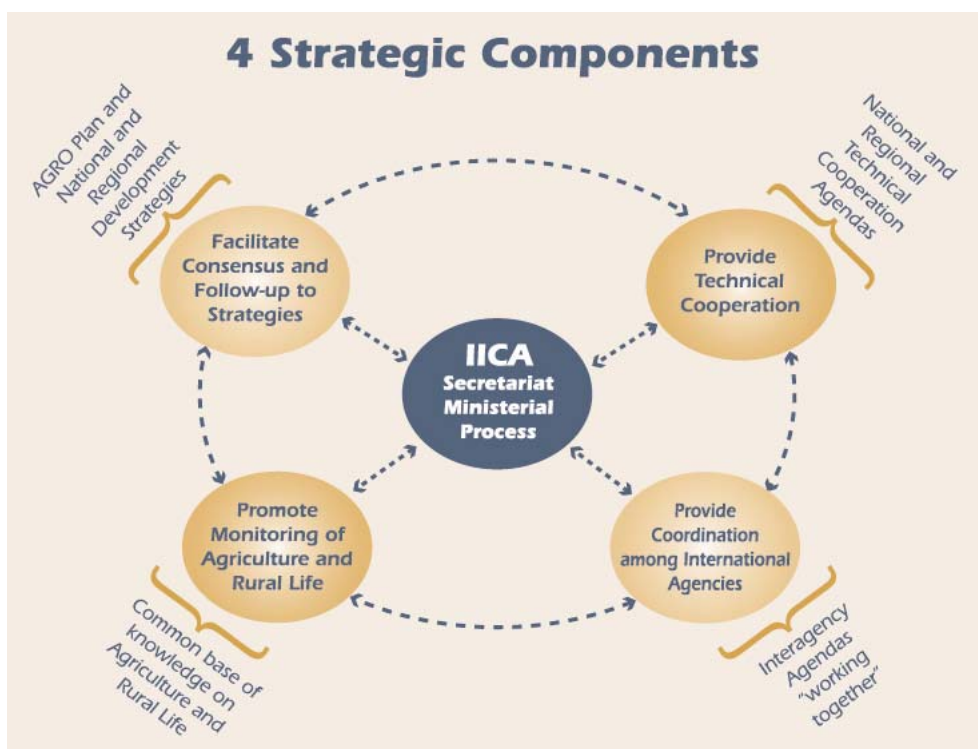 4 Strategic Components
AGRO Plan and
National and
Regional
Development
Strategies
National and
Regional
Technical
Cooperation
Agendas
Facilitate
Consensus and
Follow-up to
Strategies
Provide
Technical
Cooperation
IICA
Secretariat
Ministerial
Process
Promote
Monitoring of
Agriculture and
Rural Life
Provide
Coordination
among International
Agencies
Common base of
knowledge on
Agriculture and
Rural Life
Interagency
Agendas
"working
together"